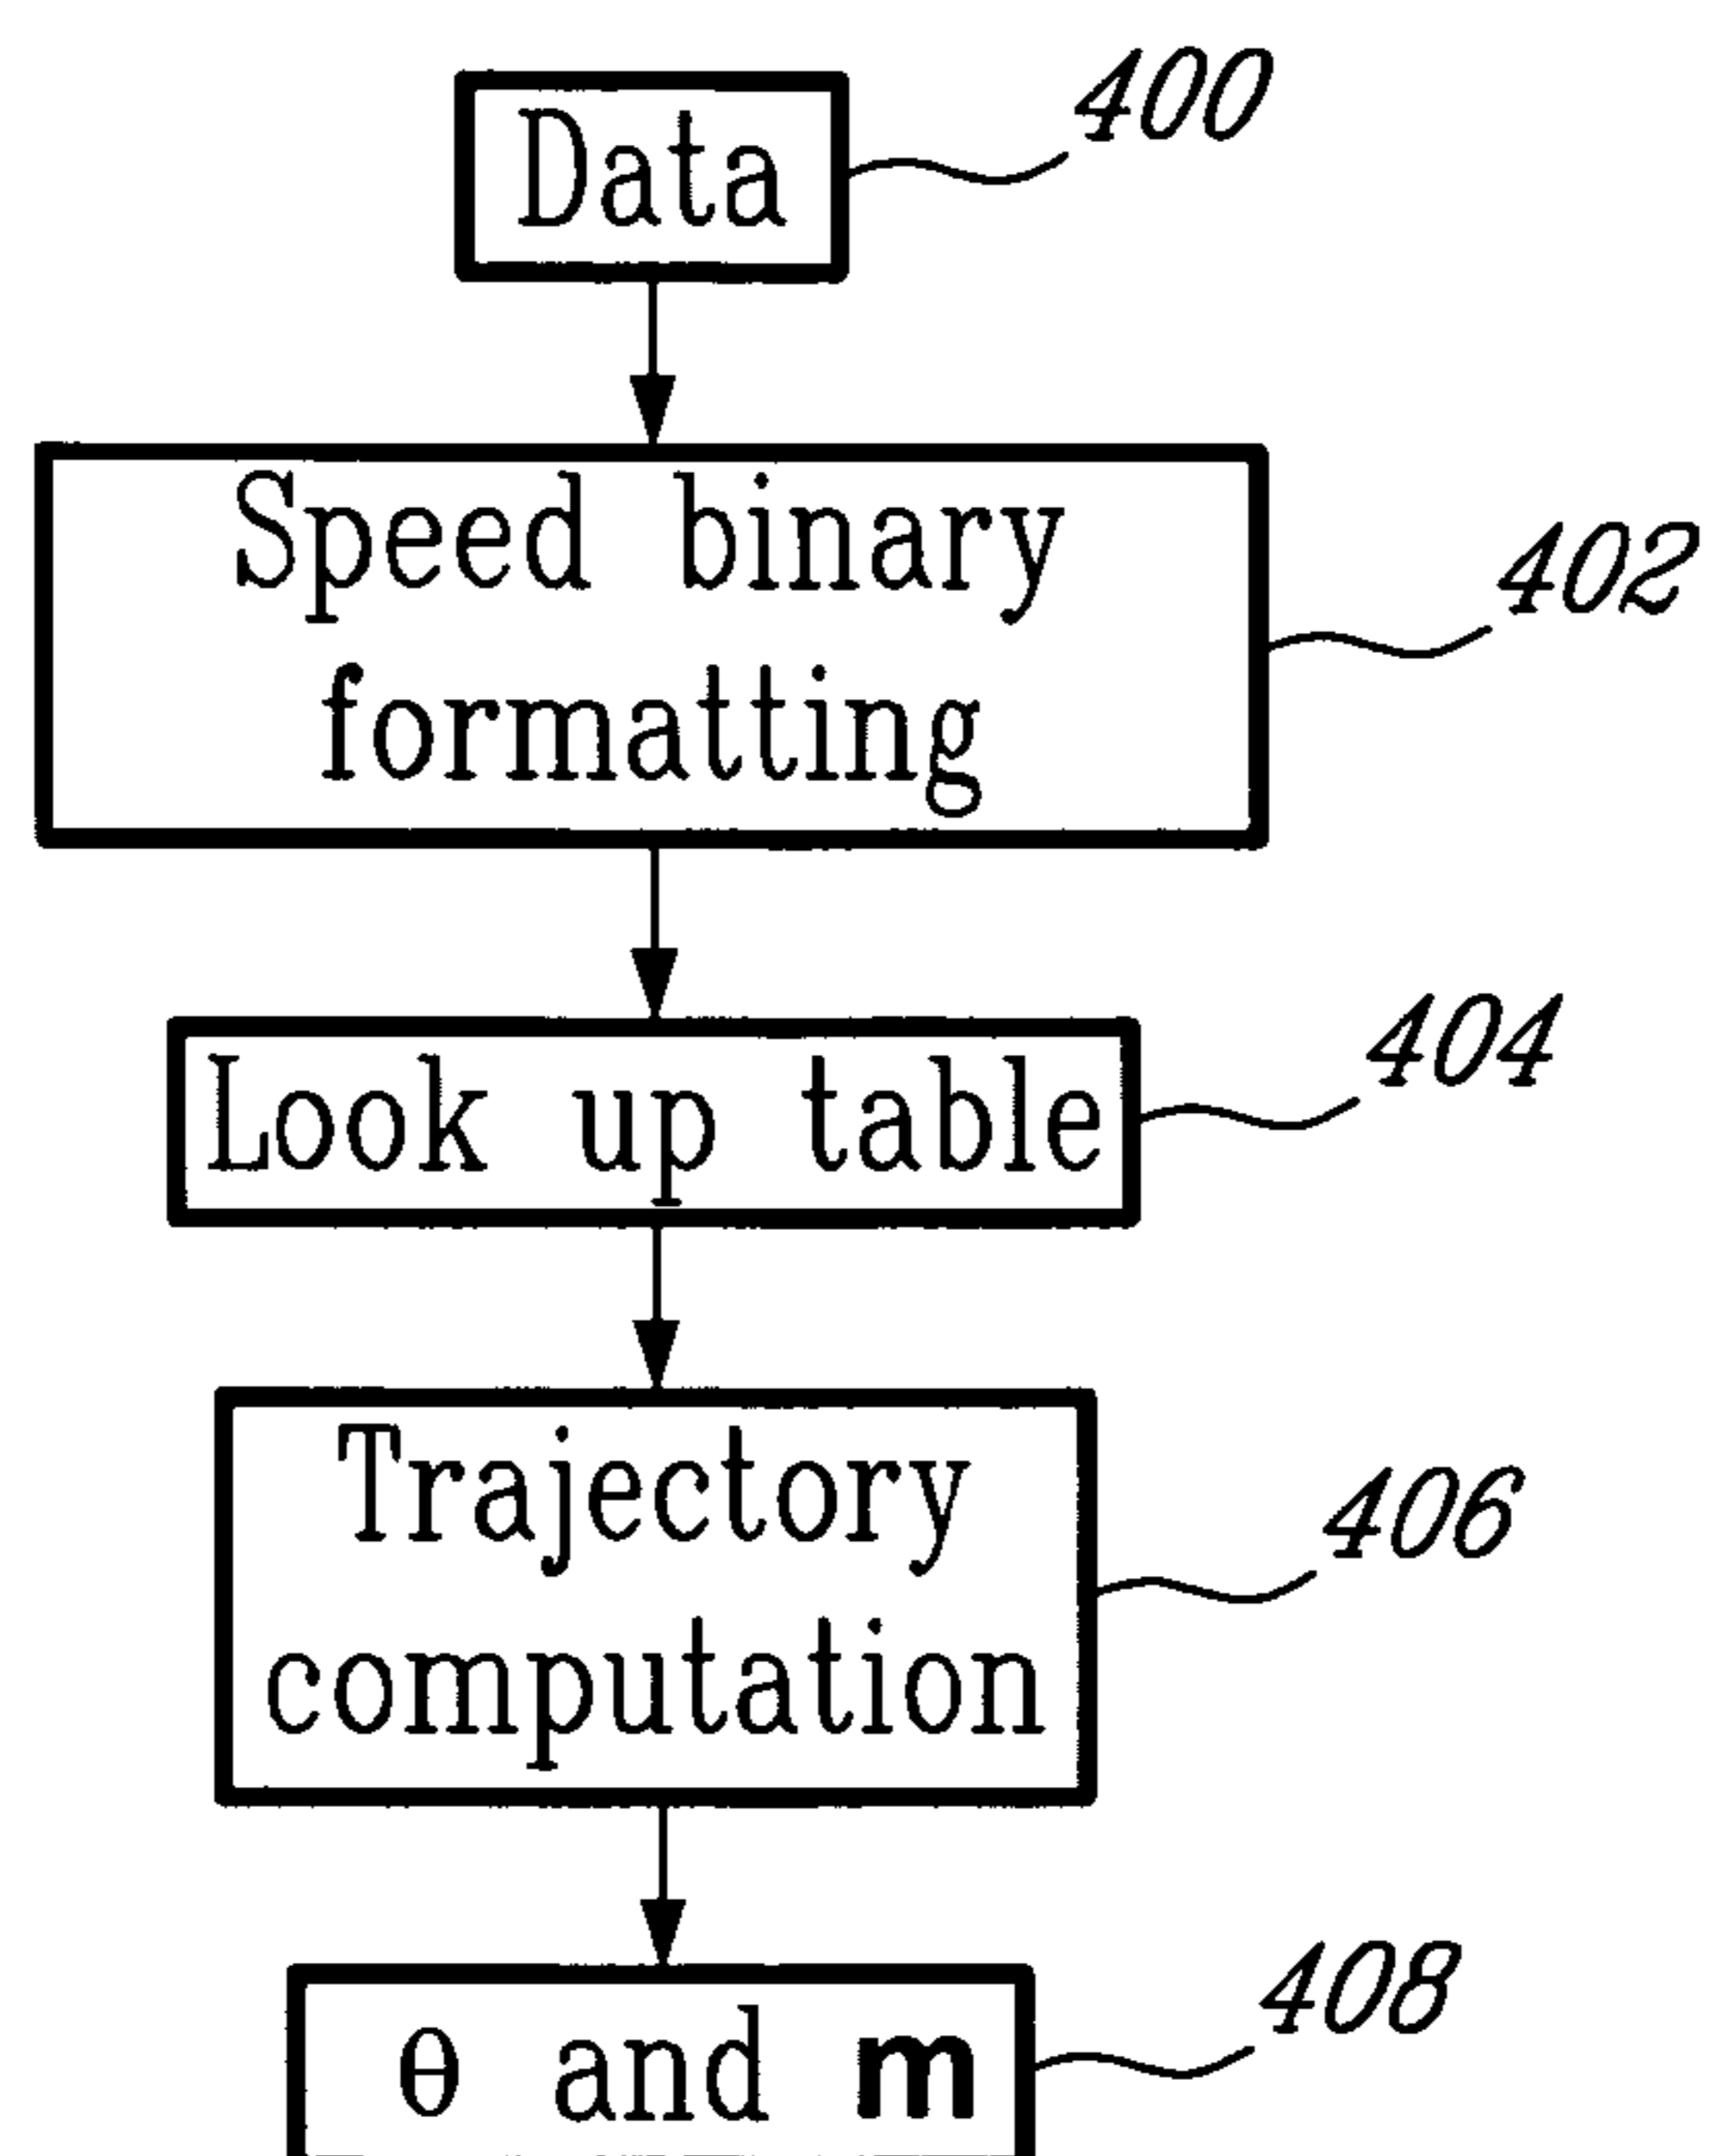 Data
400
Speed binary
formatting
402
Look up table
404
Trajectory
computation
406
θ and m
408